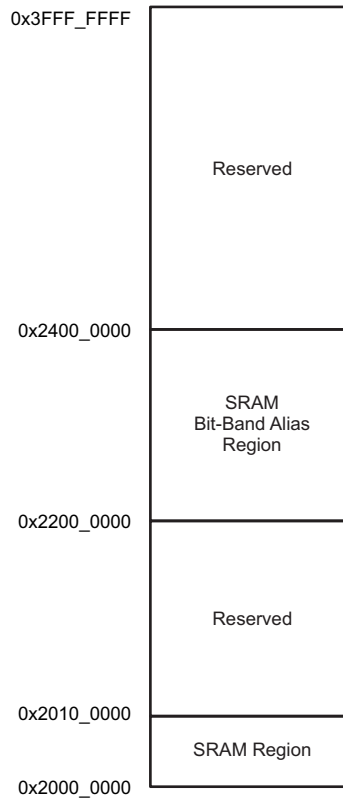 0x3FFF_FFFF
Reserved
0x2400_0000
SRAM
Bit-Band Alias
Region
0x2200_0000
Reserved
0x2010_0000
SRAM Region
0x2000_0000